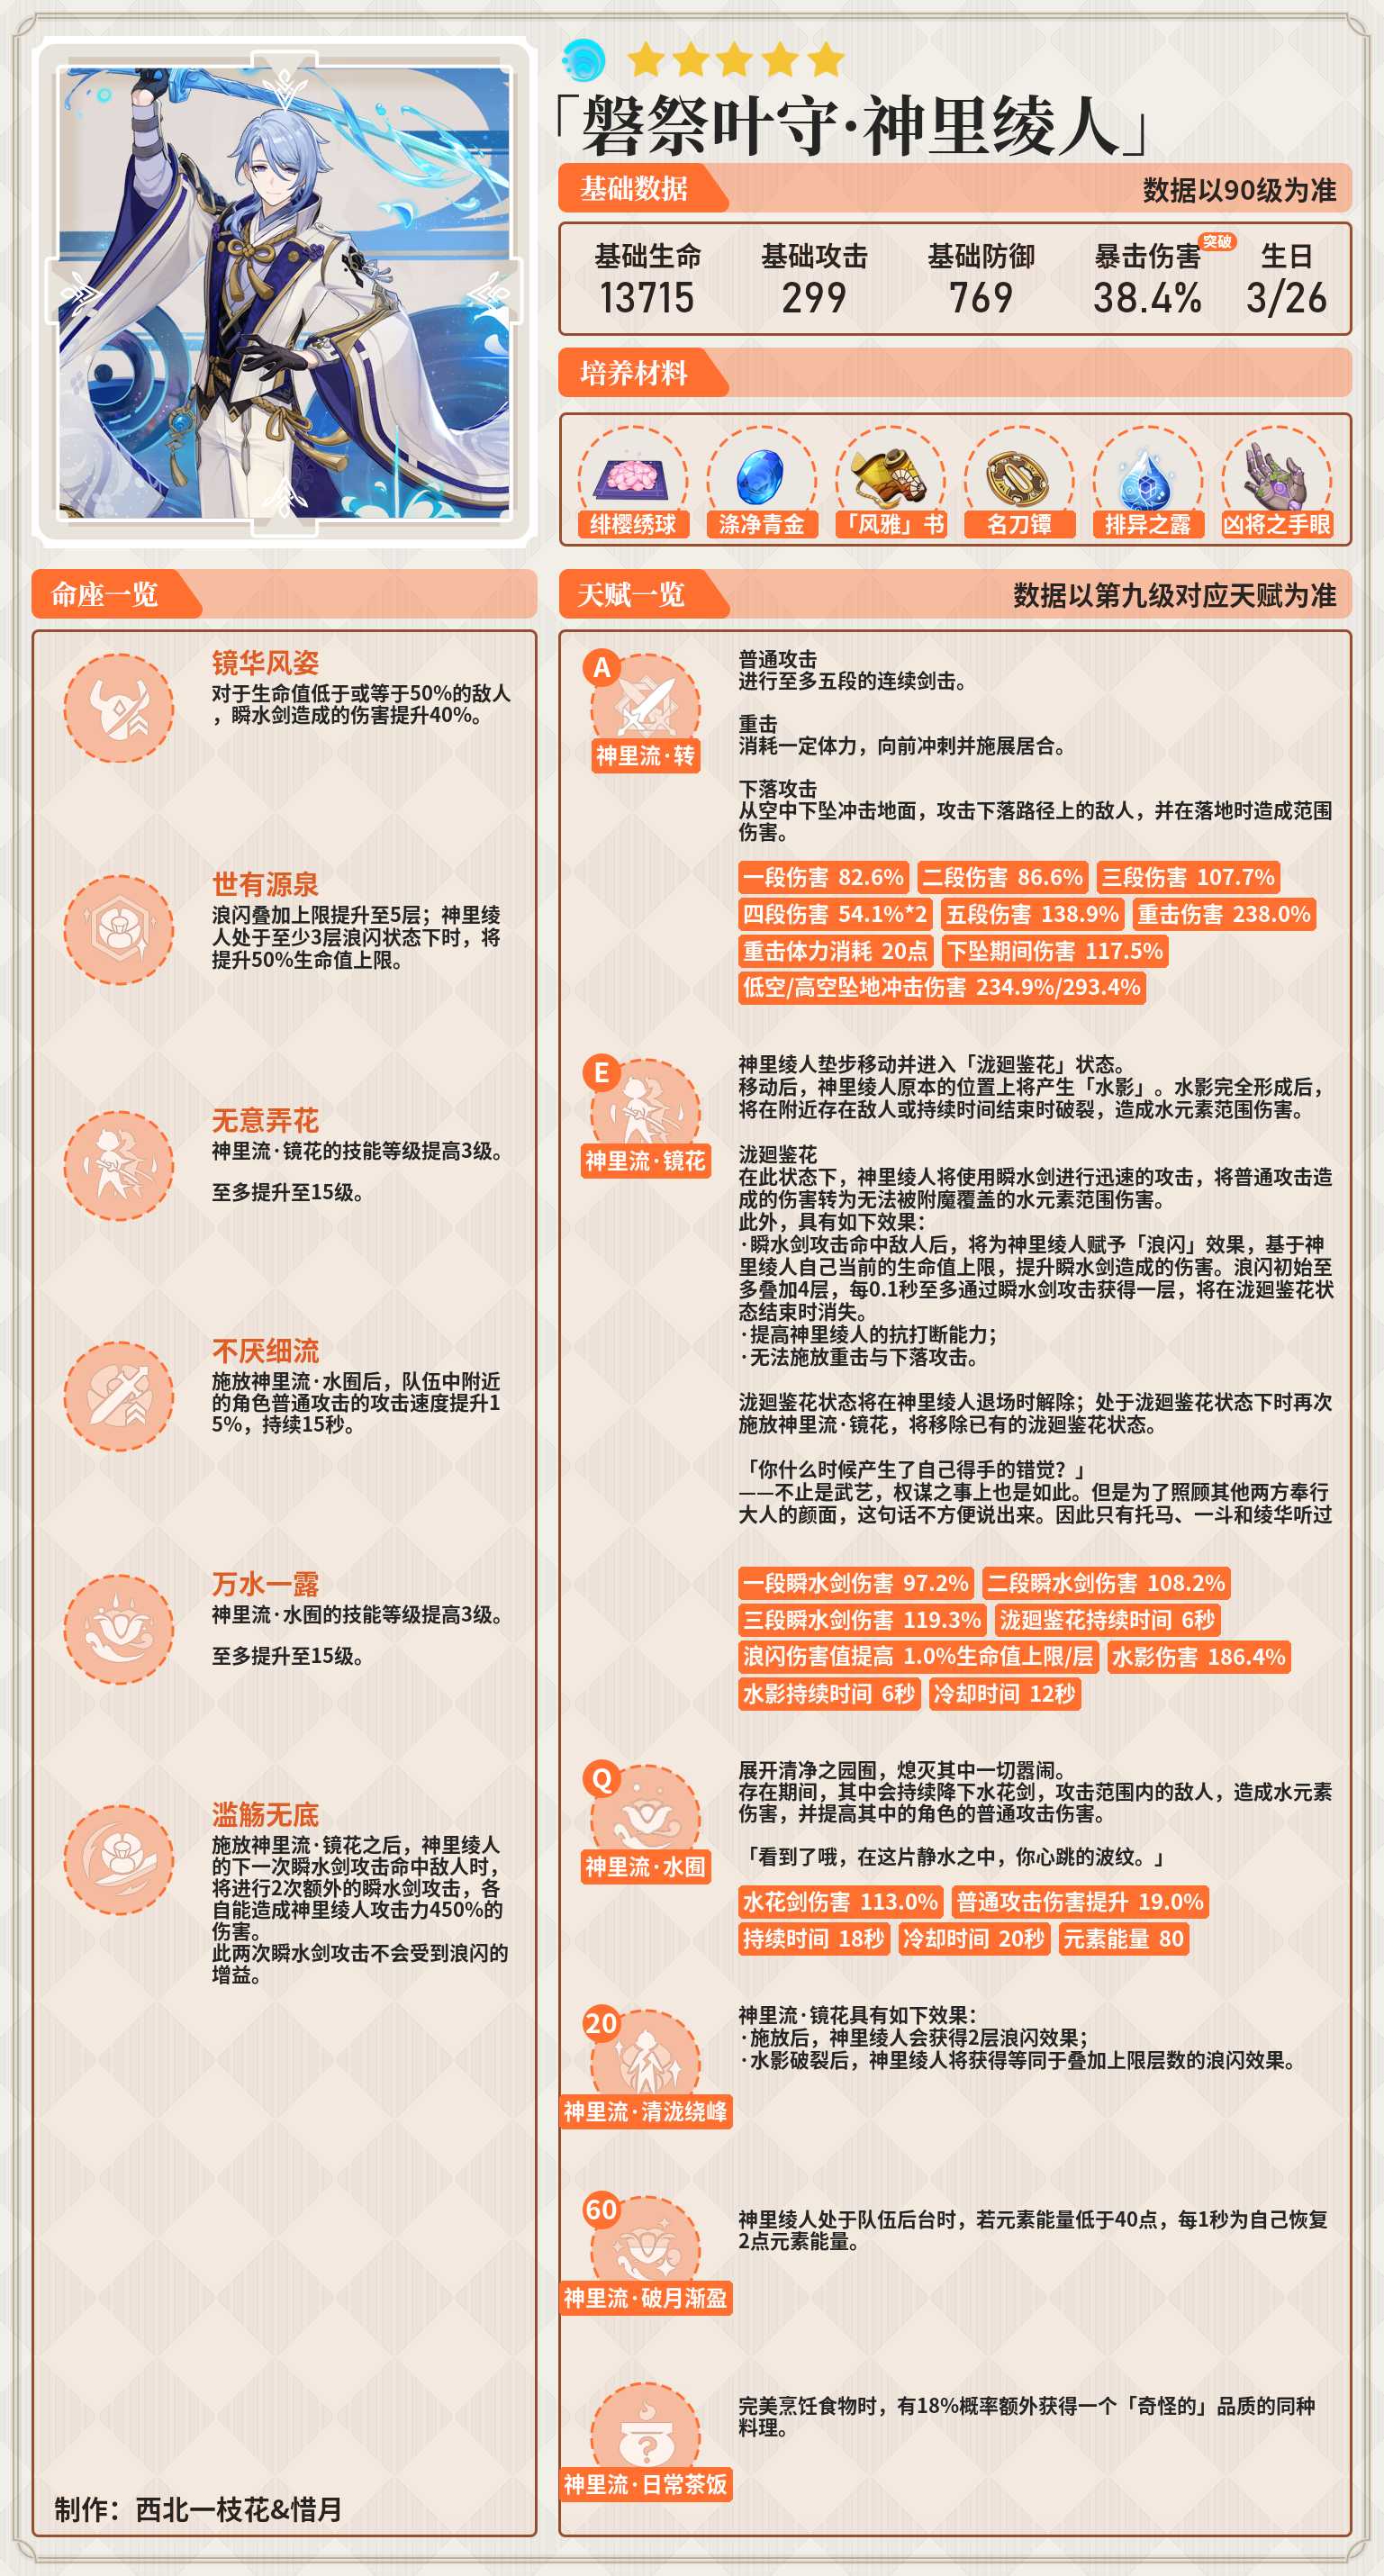 「磐祭叶守·神里绫人」
基础数据
数据以90级为准
基础生命
13715
基础攻击
299
基础防御
769
暴击伤害
突破
38.4%
生日
3/26
培养材料
绯樱绣球
涤净青金
「风雅」书
名刀镡
排异之露
凶将之手眼
命座一览
镜华风姿
对于生命值低于或等于50%的敌人
，瞬水剑造成的伤害提升40%。
世有源泉
浪闪叠加上限提升至5层；神里绫
人处于至少3层浪闪状态下时，将
提升50%生命值上限。
无意弄花
神里流·镜花的技能等级提高3级。
至多提升至15级。
不厌细流
施放神里流·水囿后，队伍中附近
的角色普通攻击的攻击速度提升1
5%，持续15秒。
万水一露
神里流·水囿的技能等级提高3级。
至多提升至15级。
滥觞无底
施放神里流·镜花之后，神里绫人
的下一次瞬水剑攻击命中敌人时，
将进行2次额外的瞬水剑攻击，各
自能造成神里绫人攻击力450%的
伤害。
此两次瞬水剑攻击不会受到浪闪的
增益。
制作：西北一枝花&惜月
天赋一览
数据以第九级对应天赋为准
A
神里流·转
普通攻击
进行至多五段的连续剑击。
重击
消耗一定体力，向前冲刺并施展居合。
下落攻击
从空中下坠冲击地面，攻击下落路径上的敌人，并在落地时造成范围
伤害。
一段伤害 82.6% 二段伤害 86.6% 三段伤害 107.7%
四段伤害 54.1%*2 五段伤害 138.9% 重击伤害 238.0%
重击体力消耗 20点 下坠期间伤害 117.5%
低空/高空坠地冲击伤害 234.9%/293.4%
E
神里流·镜花
神里绫人垫步移动并进入「泷廻鉴花」状态。
移动后，神里绫人原本的位置上将产生「水影」。水影完全形成后，
将在附近存在敌人或持续时间结束时破裂，造成水元素范围伤害。
泷廻鉴花
在此状态下，神里绫人将使用瞬水剑进行迅速的攻击，将普通攻击造
成的伤害转为无法被附魔覆盖的水元素范围伤害。
此外，具有如下效果：
·瞬水剑攻击命中敌人后，将为神里绫人赋予「浪闪」效果，基于神
里绫人自己当前的生命值上限，提升瞬水剑造成的伤害。浪闪初始至
多叠加4层，每0.1秒至多通过瞬水剑攻击获得一层，将在泷廻鉴花状
态结束时消失。
·提高神里绫人的抗打断能力；
·无法施放重击与下落攻击。
泷廻鉴花状态将在神里绫人退场时解除；处于泷廻鉴花状态下时再次
施放神里流·镜花，将移除已有的泷廻鉴花状态。
「你什么时候产生了自己得手的错觉？」
——不止是武艺，权谋之事上也是如此。但是为了照顾其他两方奉行
大人的颜面，这句话不方便说出来。因此只有托马、一斗和绫华听过
一段瞬水剑伤害 97.2% 二段瞬水剑伤害 108.2%
三段瞬水剑伤害 119.3% 泷廻鉴花持续时间 6秒
浪闪伤害值提高 1.0%生命值上限/层 水影伤害 186.4%
水影持续时间 6秒 冷却时间 12秒
Q
神里流·水囿
展开清净之园囿，熄灭其中一切嚣闹。
存在期间，其中会持续降下水花剑，攻击范围内的敌人，造成水元素
伤害，并提高其中的角色的普通攻击伤害。
「看到了哦，在这片静水之中，你心跳的波纹。」
水花剑伤害 113.0% 普通攻击伤害提升 19.0%
持续时间 18秒 冷却时间 20秒 元素能量 80
20
神里流·清泷绕峰
神里流·镜花具有如下效果：
·施放后，神里绫人会获得2层浪闪效果；
·水影破裂后，神里绫人将获得等同于叠加上限层数的浪闪效果。
60
神里流·破月渐盈
神里绫人处于队伍后台时，若元素能量低于40点，每1秒为自己恢复
2点元素能量。
神里流·日常茶饭
完美烹饪食物时，有18%概率额外获得一个「奇怪的」品质的同种
料理。